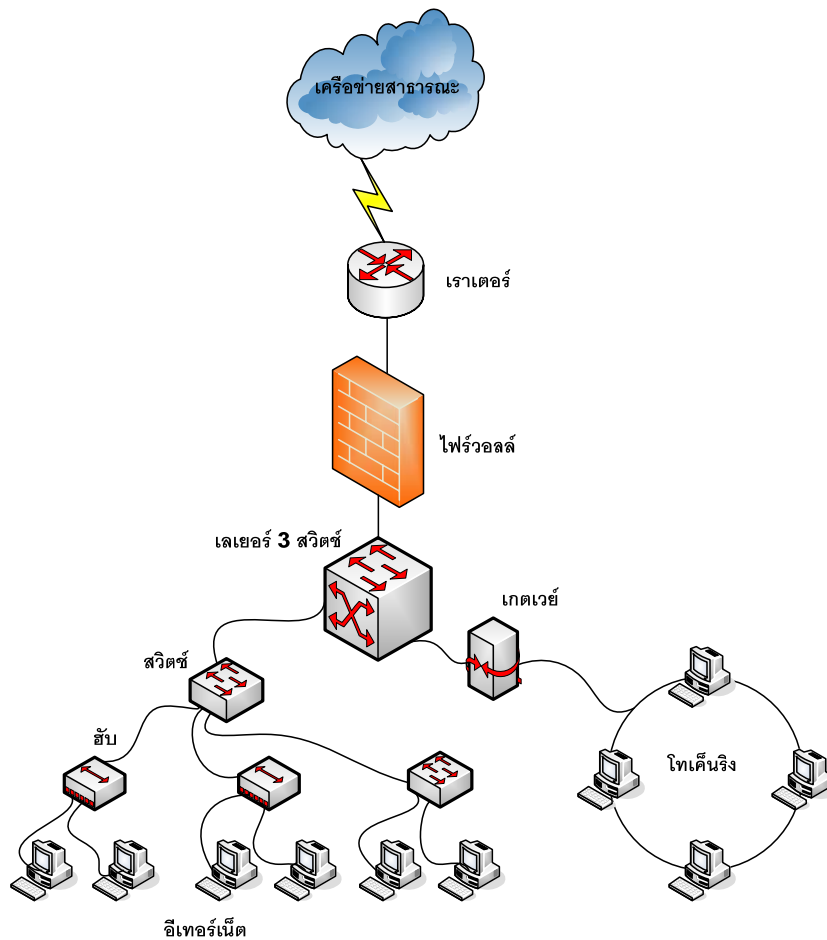 เครือข่ายสาธารณะ
เราเตอร์
ไฟร์วอลล์
เลเยอร์ 3 สวิตช์
เกตเวย์
สวิตช์
ฮับ
โทเค็นริง
อีเทอร์เน็ต